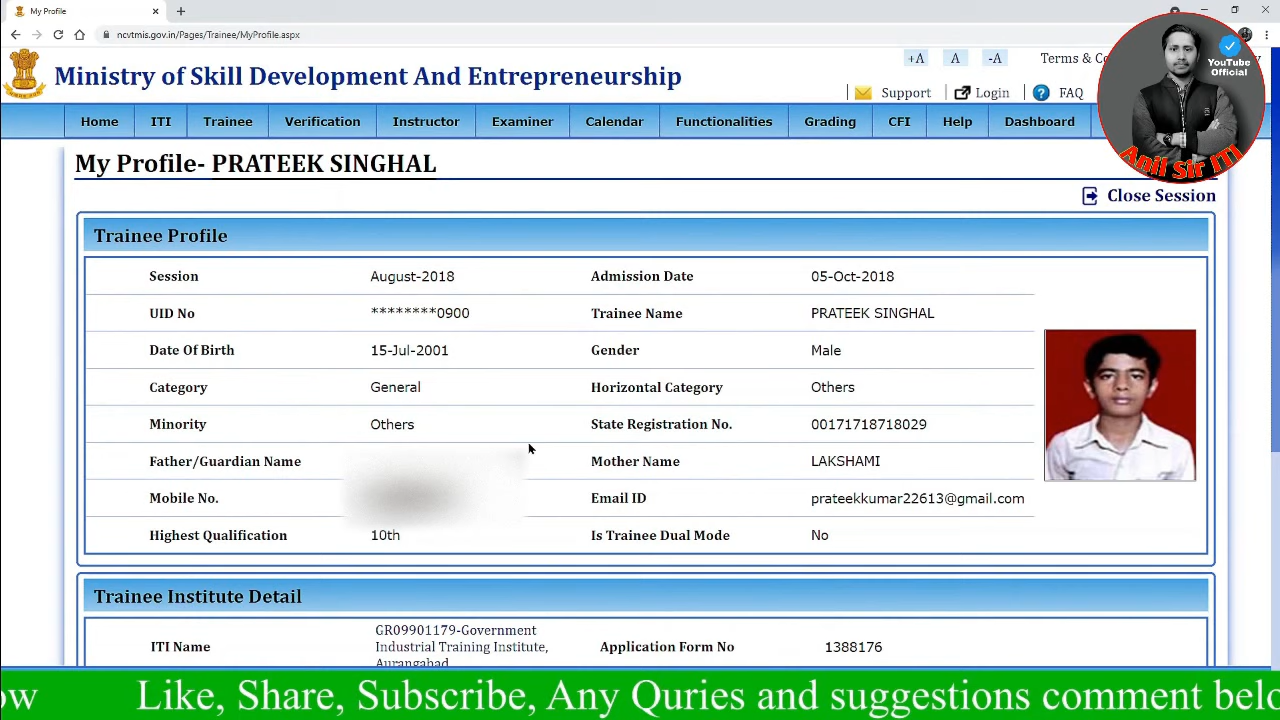 My Profile
ncvtmis.gov.in/Pages/Trainee/MyProfile.aspx
Ministry of Skill Development And Entrepreneurship
+A A -A Terms & Co
Support Login FAQ
Home ITI Trainee Verification Instructor Examiner Calendar Functionalities Grading CFI Help Dashboard
YouTube
Official
Anil Sir ITI
My Profile- PRATEEK SINGHAL
Close Session
Trainee Profile
Session August-2018 Admission Date 05-Oct-2018
UID No ********0900 Trainee Name PRATEEK SINGHAL
Date Of Birth 15-Jul-2001 Gender Male
Category General Horizontal Category Others
Minority Others State Registration No. 00171718718029
Father/Guardian Name Mother Name LAKSHAMI
Mobile No. Email ID prateekkumar22613@gmail.com
Highest Qualification 10th Is Trainee Dual Mode No
Trainee Institute Detail
GR09901179-Government
ITI Name Industrial Training Institute, Application Form No 1388176
Aurangabad
ow Like, Share, Subscribe, Any Quries and suggestions comment belo